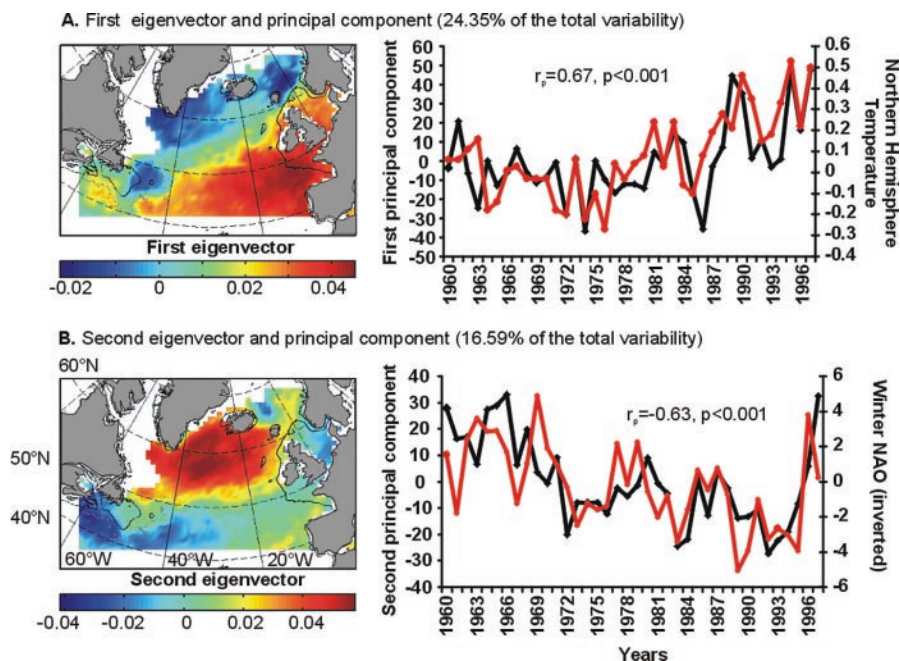 A. First eigenvector and principal component (24.35% of the total variability)
First eigenvector
-0.02 0 0.02 0.04
First principal component
60
50
40
30
20
10
0
-10
-20
-30
-40
-50
r_p=0.67, p<0.001
0.6
0.5
0.4
0.3
0.2
0.1
0
-0.1
-0.2
-0.3
-0.4
Northern Hemisphere
Temperature
1960 1963 1966 1969 1972 1975 1978 1981 1984 1987 1990 1993 1996
B. Second eigenvector and principal component (16.59% of the total variability)
60°N
50°N
40°N
60°W 40°W 20°W
Second eigenvector
-0.04 -0.02 0 0.02 0.04
Second principal component
40
30
20
10
0
-10
-20
-30
-40
r_p=-0.63, p<0.001
6
4
2
0
-2
-4
6
Winter NAO (inverted)
1960 1963 1966 1969 1972 1975 1978 1981 1984 1987 1990 1993 1996
Years